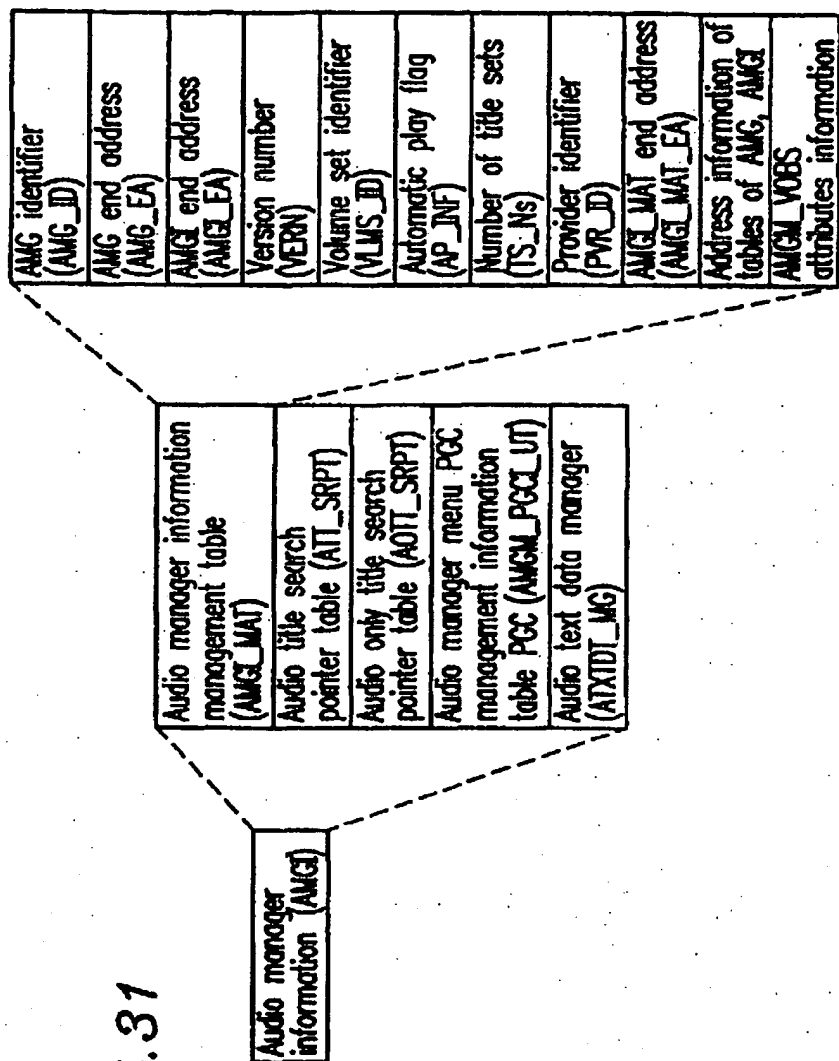 .31
Audio manager
information (AMGI)
Audio manager information
management table
(AMGI_MAT)
Audio title search
pointer table (ATT_SRPT)
Audio only title search
pointer table (AOTT_SRPT)
Audio manager menu PGC
management information
table PGC (AMGM_PGCI_UT)
Audio text data manager
(ATXTDT_MG)
AMG identifier
(AMG_ID)
AMG end address
(AMG_EA)
AMGI end address
(AMGI_EA)
Version number
(VERN)
Volume set identifier
(VLMS_ID)
Automatic play flag
(AP_INF)
Number of title sets
(TS_Ns)
Provider identifier
(PVR_ID)
AMGI_MAT end address
(AMGI_MAT_EA)
Address information of
tables of AMG, AMGI
AMGM_VOBS
attributes information